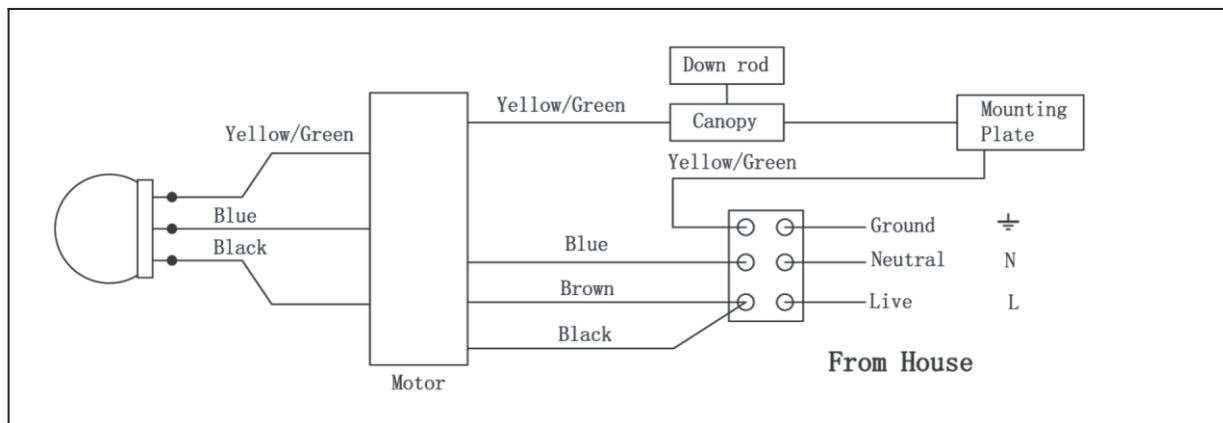 Down rod
Yellow/Green
Canopy
Mounting
Plate
Yellow/Green
Yellow/Green
Blue
Black
Ground
Blue
Neutral N
Brown
Live L
Black
From House
Motor